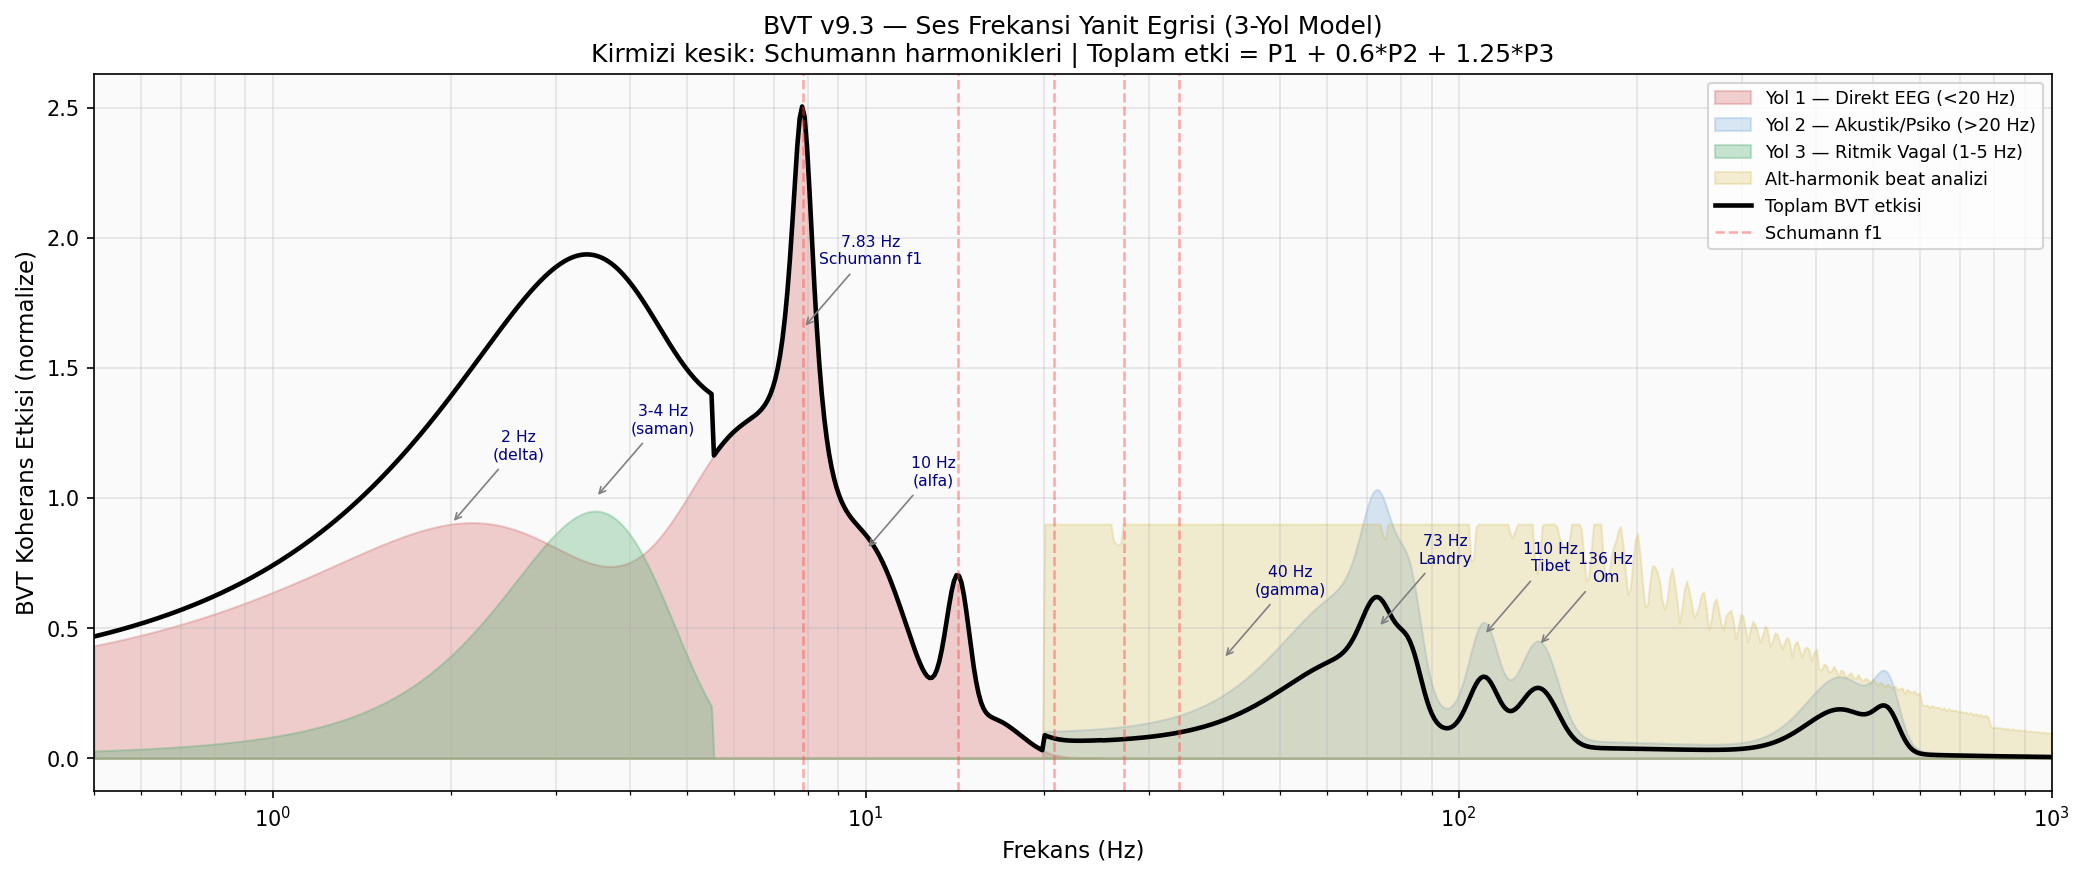 BVT v9.3 — Ses Frekansi Yanit Egrisi (3-Yol Model)
Kirmizi kesik: Schumann harmonikleri | Toplam etki = P1 + 0.6*P2 + 1.25*P3
BVT Koherans Etkisi (normalize)
2.5
2.0
1.5
1.0
0.5
0.0
Yol 1 — Direkt EEG (<20 Hz)
Yol 2 — Akustik/Psiko (>20 Hz)
Yol 3 — Ritmik Vagal (1-5 Hz)
Alt-harmonik beat analizi
Toplam BVT etkisi
Schumann f1
7.83 Hz
Schumann f1
3-4 Hz
(saman)
2 Hz
(delta)
10 Hz
(alfa)
40 Hz
(gamma)
73 Hz
Landry
110 Hz
Tibet
136 Hz
Om
10⁰
10¹
10²
10³
Frekans (Hz)